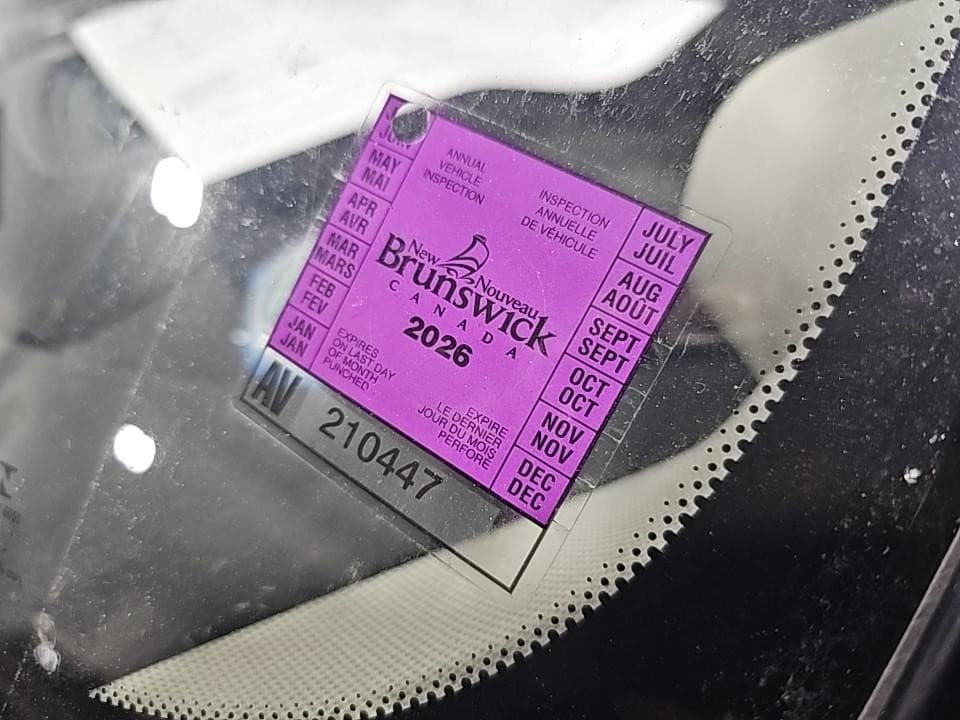 MAY
MAI
APR
AVR
MAR
MARS
FEB
FEV
JAN
JAN
ANNUAL
VEHICLE
INSPECTION
INSPECTION
ANNUELLE
DE VÉHICULE
New Nouveau
Brunswick
CANADA
2026
EXPIRES
ON LAST DAY
OF MONTH
PUNCHED
EXPIRE
LE DERNIER
JOUR DU MOIS
PERFORÉ
JULY
JUIL
AUG
AOÛT
SEPT
SEPT
OCT
OCT
NOV
NOV
DEC
DEC
AV 210447